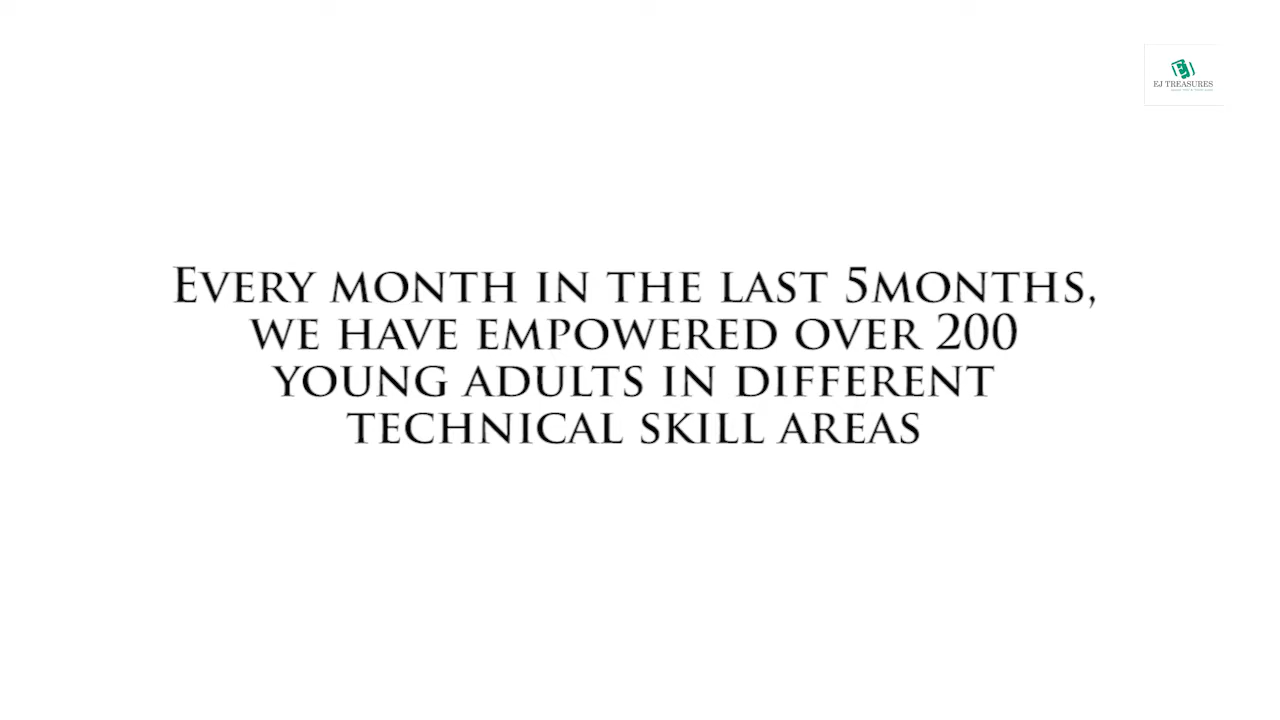 EJ TREASURES
EVERY MONTH IN THE LAST 5MONTHS,
WE HAVE EMPOWERED OVER 200
YOUNG ADULTS IN DIFFERENT
TECHNICAL SKILL AREAS